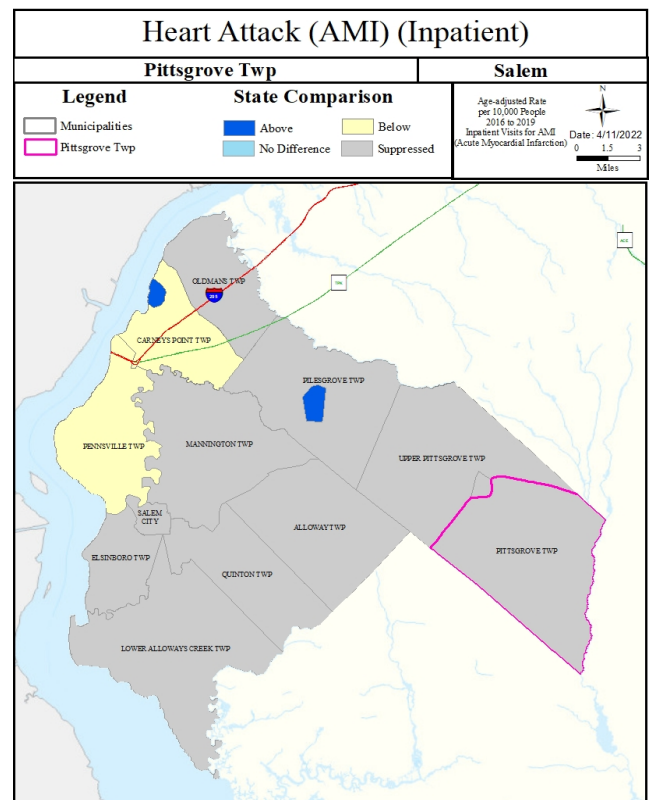 Heart Attack (AMI) (Inpatient)
Pittsgrove Twp
Salem
Legend
Municipalities
Pittsgrove Twp
State Comparison
Above
Below
No Difference
Suppressed
Age-adjusted Rate
per 10,000 People
2016 to 2019
Inpatient Visits for AMI
(Acute Myocardial Infarction)
N
Date: 4/11/2022
0 1.5 3
Miles
OLDMANS TWP
295
CARNEYS POINT TWP
PILESGROVE TWP
PENNSVILLE TWP
MANNINGTON TWP
UPPER PITTSGROVE TWP
SALEM
CITY
ALLOWAY TWP
PITTSGROVE TWP
ELSINBORO TWP
QUINTON TWP
LOWER ALLOWAYS CREEK TWP